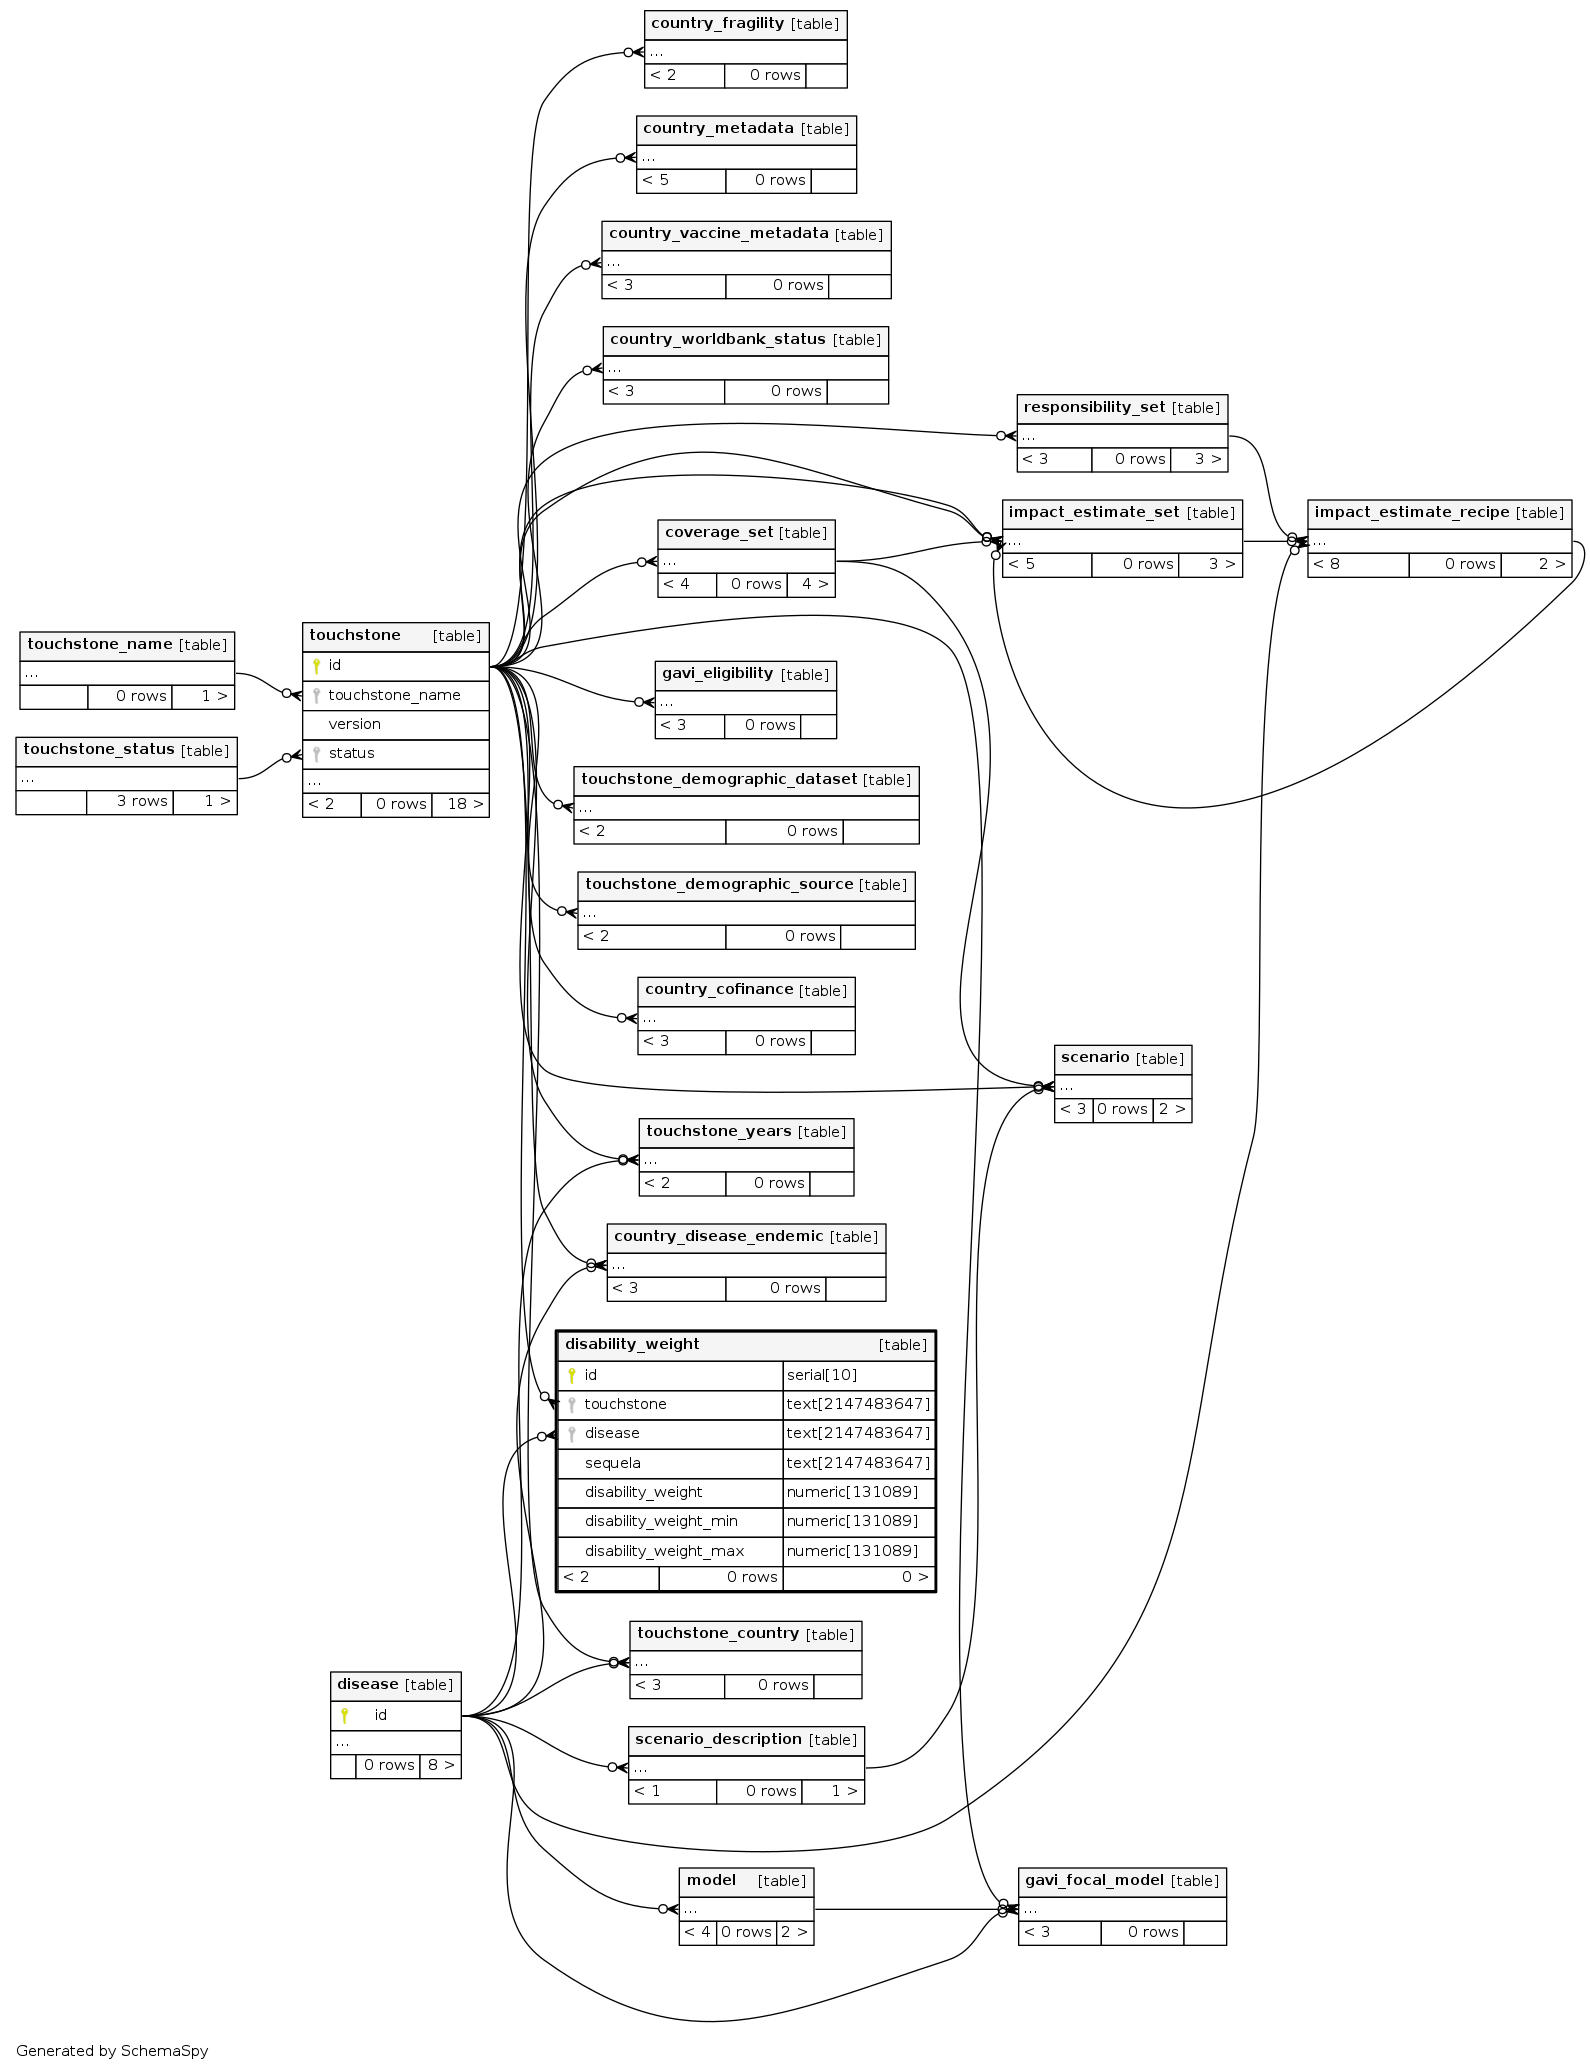 country_fragility [table]
...
< 2 0 rows
country_metadata [table]
...
< 5 0 rows
country_vaccine_metadata [table]
...
< 3 0 rows
country_worldbank_status [table]
...
< 3 0 rows
responsibility_set [table]
...
< 3 0 rows 3 >
impact_estimate_set [table]
...
< 5 0 rows 3 >
impact_estimate_recipe [table]
...
< 8 0 rows 2 >
coverage_set [table]
...
< 4 0 rows 4 >
touchstone_name [table]
...
0 rows 1 >
touchstone_status [table]
...
3 rows 1 >
touchstone [table]
id
touchstone_name
version
status
...
< 2 0 rows 18 >
gavi_eligibility [table]
...
< 3 0 rows
touchstone_demographic_dataset [table]
...
< 2 0 rows
touchstone_demographic_source [table]
...
< 2 0 rows
country_cofinance [table]
...
< 3 0 rows
scenario [table]
...
< 3 0 rows 2 >
touchstone_years [table]
...
< 2 0 rows
country_disease_endemic [table]
...
< 3 0 rows
disability_weight [table]
id serial[10]
touchstone text[2147483647]
disease text[2147483647]
sequela text[2147483647]
disability_weight numeric[131089]
disability_weight_min numeric[131089]
disability_weight_max numeric[131089]
< 2 0 rows 0 >
touchstone_country [table]
...
< 3 0 rows
disease [table]
id
...
0 rows 8 >
scenario_description [table]
...
< 1 0 rows 1 >
model [table]
...
< 4 0 rows 2 >
gavi_focal_model [table]
...
< 3 0 rows
Generated by SchemaSpy